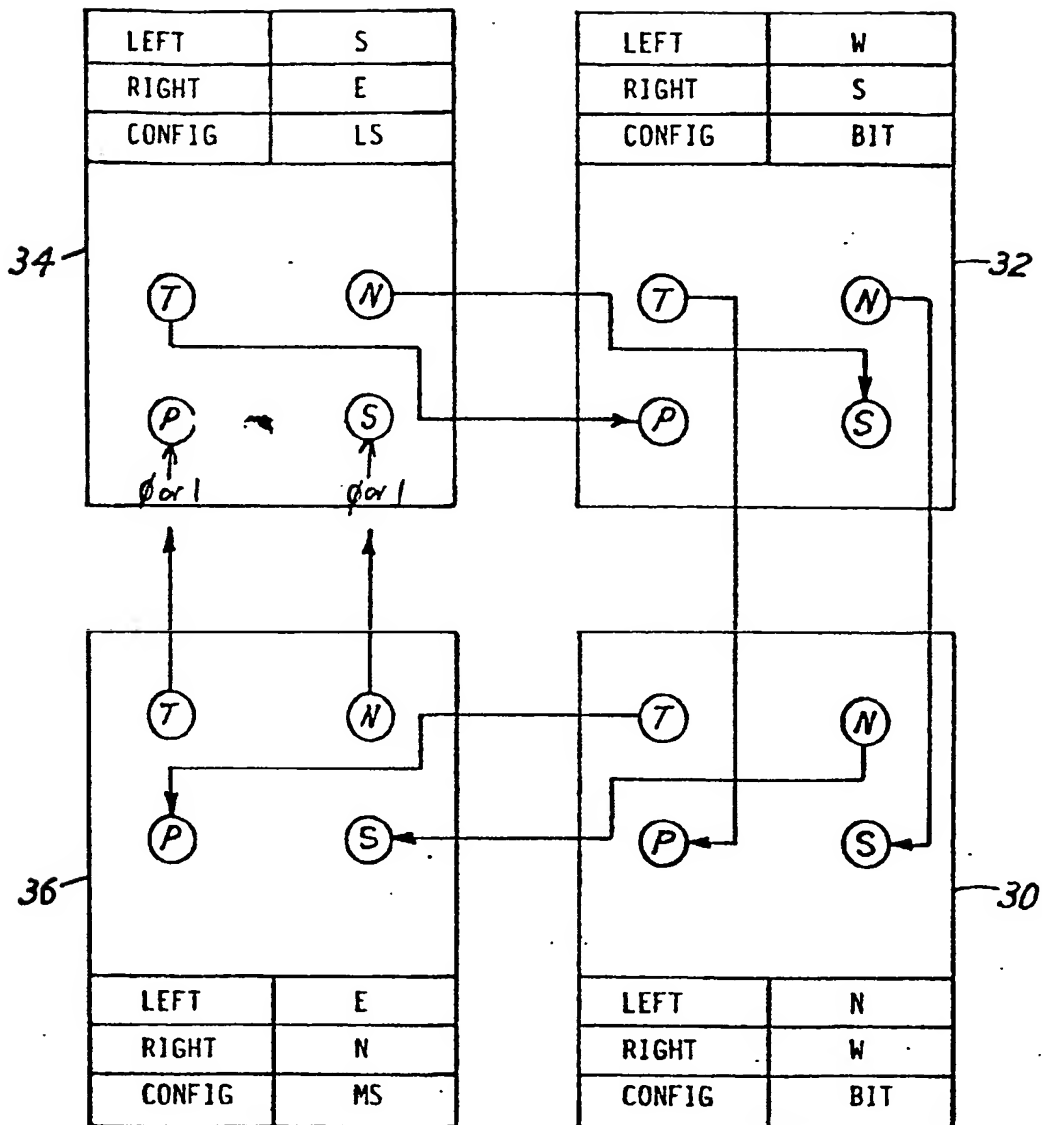 LEFT S
RIGHT E
CONFIG LS
LEFT W
RIGHT S
CONFIG BIT
34
T N
T N
32
P S
P S
φ or 1 φ or 1
T N
T N
P S
P S
36
30
LEFT E
RIGHT N
CONFIG MS
LEFT N
RIGHT W
CONFIG BIT